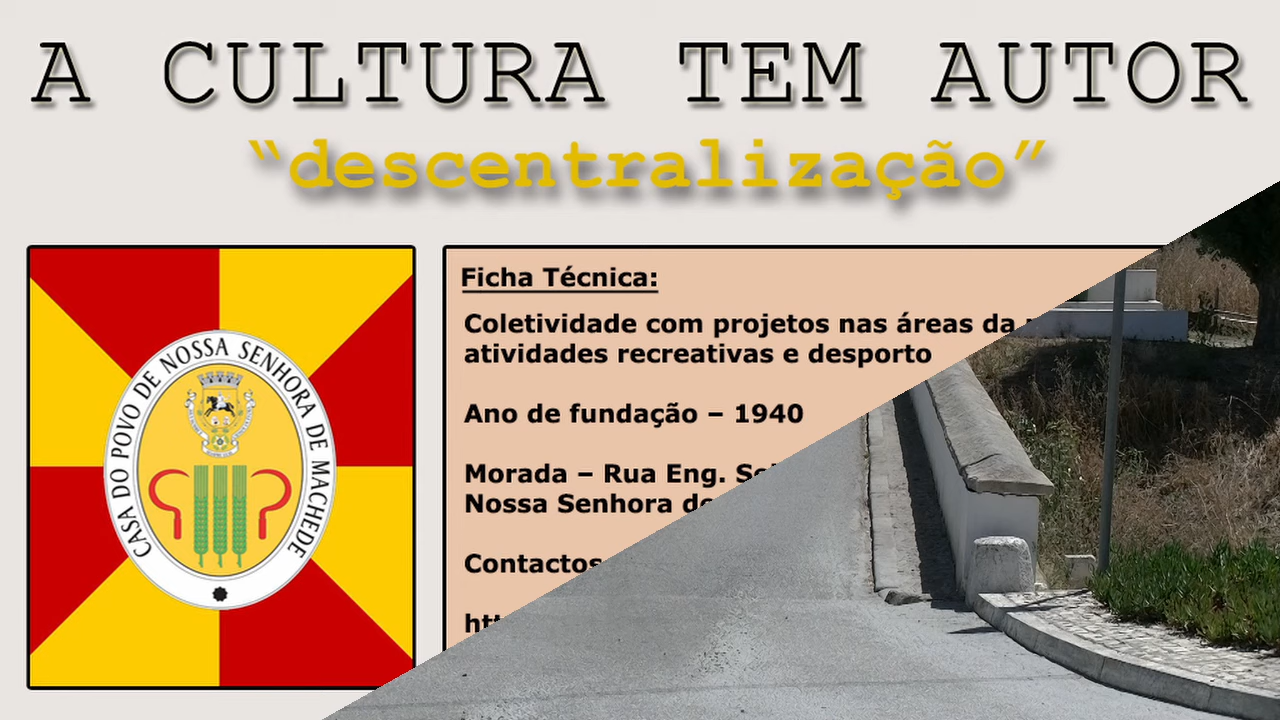 A CULTURA TEM AUTOR
“descentralização”
CASA DO POVO DE NOSSA SENHORA DE MACHEDE
Ficha Técnica:
Coletividade com projetos nas áreas da
atividades recreativas e desporto
Ano de fundação – 1940
Morada – Rua Eng.
Nossa Senhora
Contactos